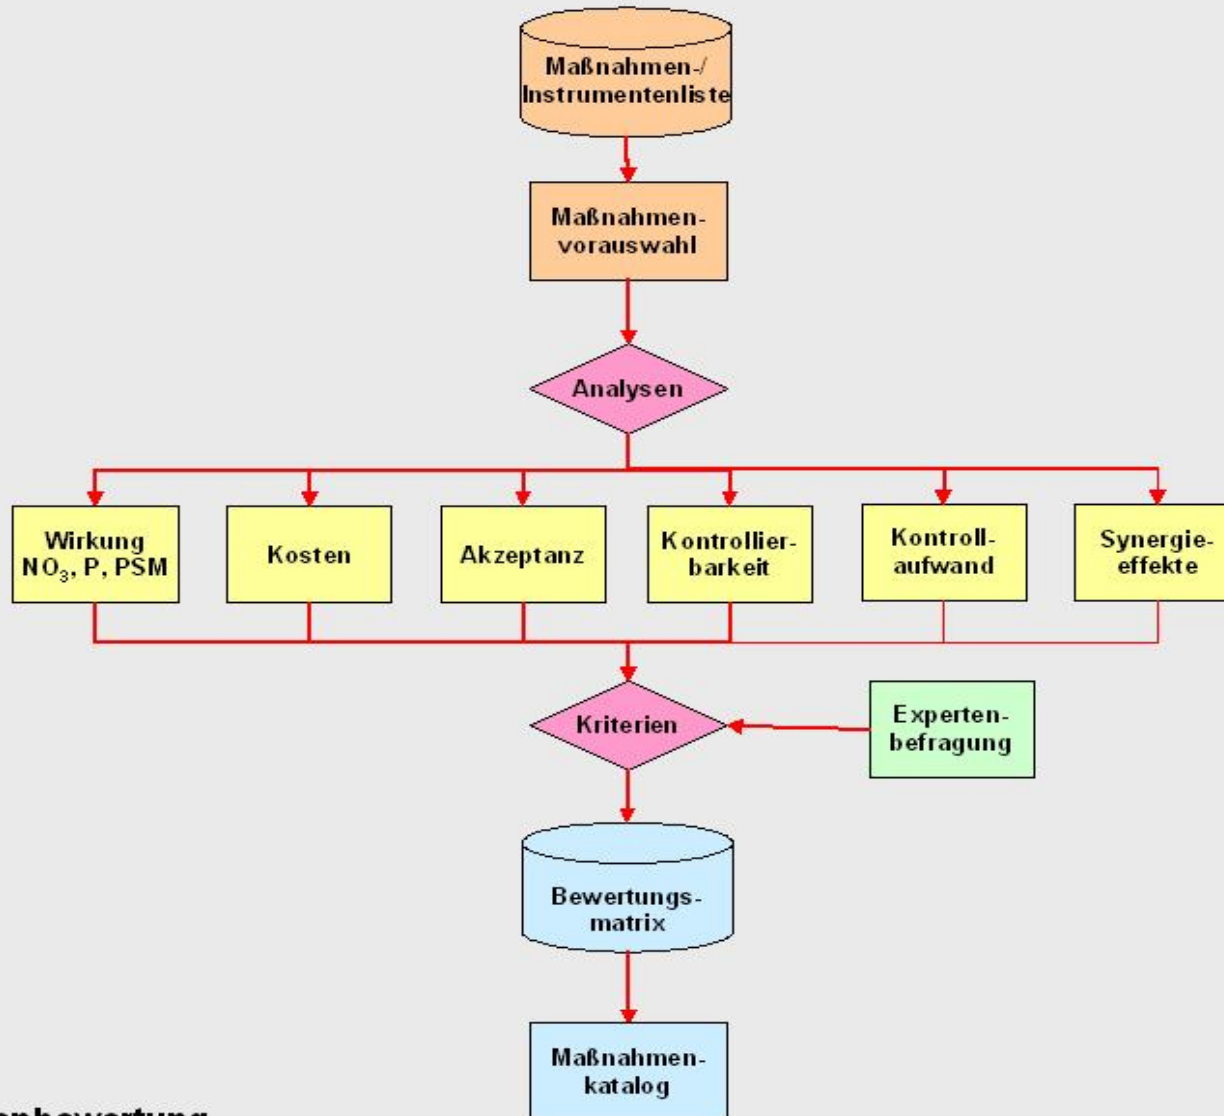 Maßnahmen-/
Instrumentenliste
Maßnahmen-
vorauswahl
Analysen
Wirkung
NO₃, P, PSM
Kosten
Akzeptanz
Kontrollier-
barkeit
Kontroll-
aufwand
Synergie-
effekte
Kriterien
Experten-
befragung
Bewertungs-
matrix
Maßnahmen-
katalog